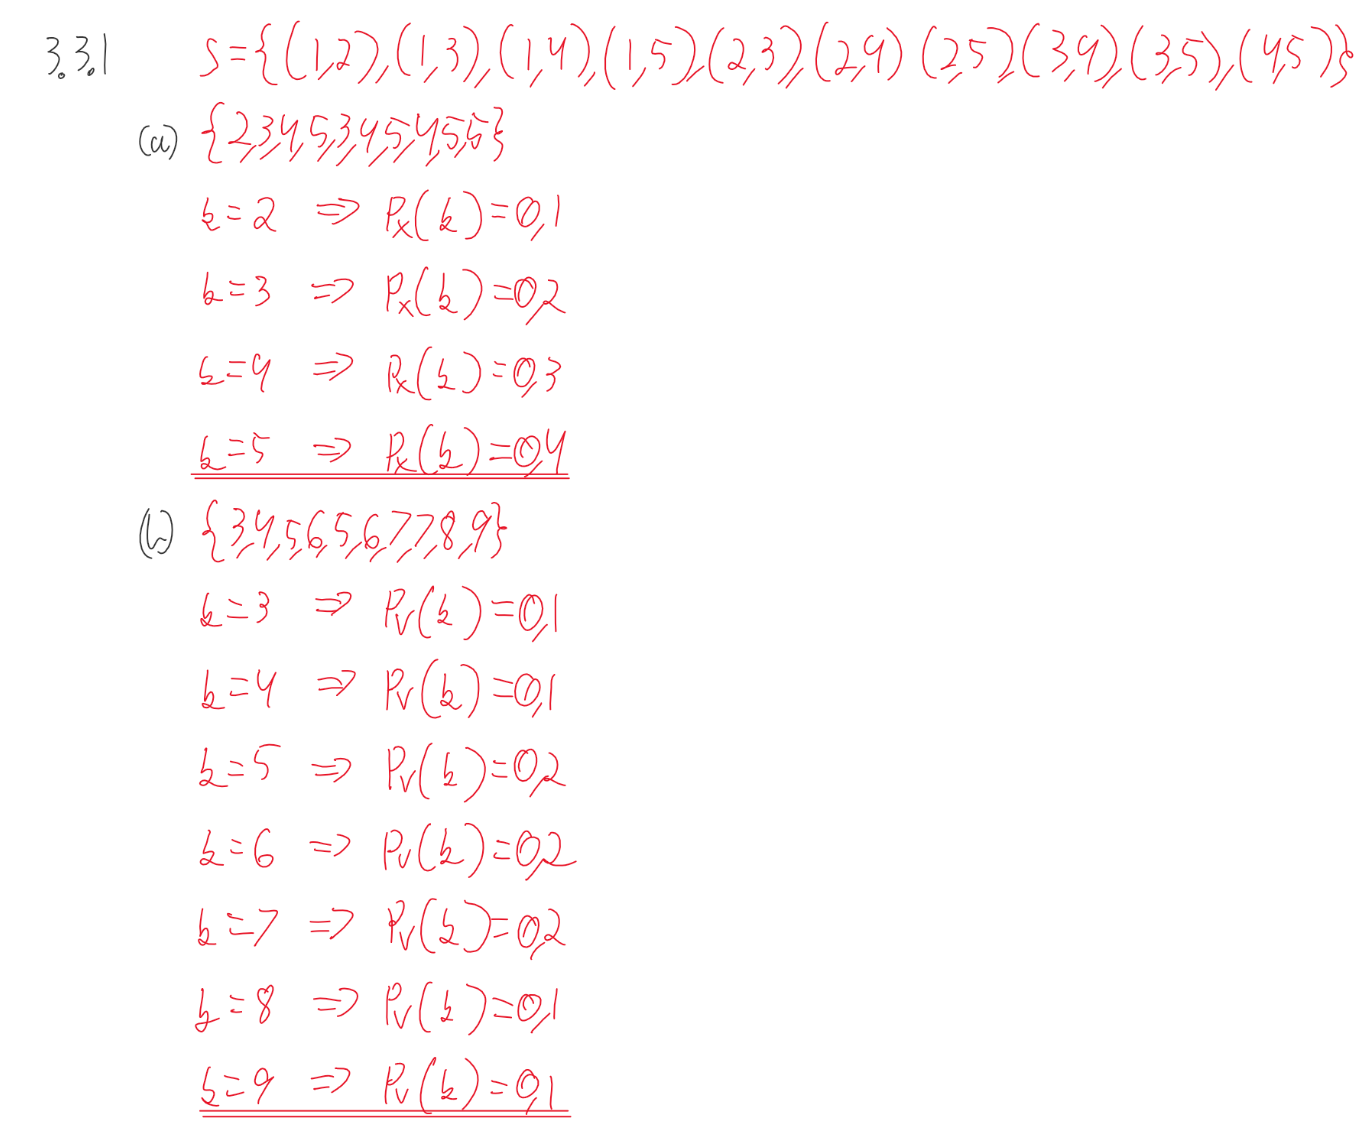 3.3.1 S={(1,2),(1,3),(1,4),(1,5),(2,3),(2,4)(2,5),(3,4),(3,5),(4,5)}
(a) {2,3,4,5,3,4,5,4,5,5}
k=2 ⇒ Px(k)=0,1
k=3 ⇒ Px(k)=0,2
k=4 ⇒ Px(k)=0,3
k=5 ⇒ Px(k)=0,4
(b) {3,4,5,6,5,6,7,7,8,9}
k=3 ⇒ Pv(k)=0,1
k=4 ⇒ Pv(k)=0,1
k=5 ⇒ Pv(k)=0,2
k=6 ⇒ Pv(k)=0,2
k=7 ⇒ Pv(k)=0,2
k=8 ⇒ Pv(k)=0,1
k=9 ⇒ Pv(k)=0,1